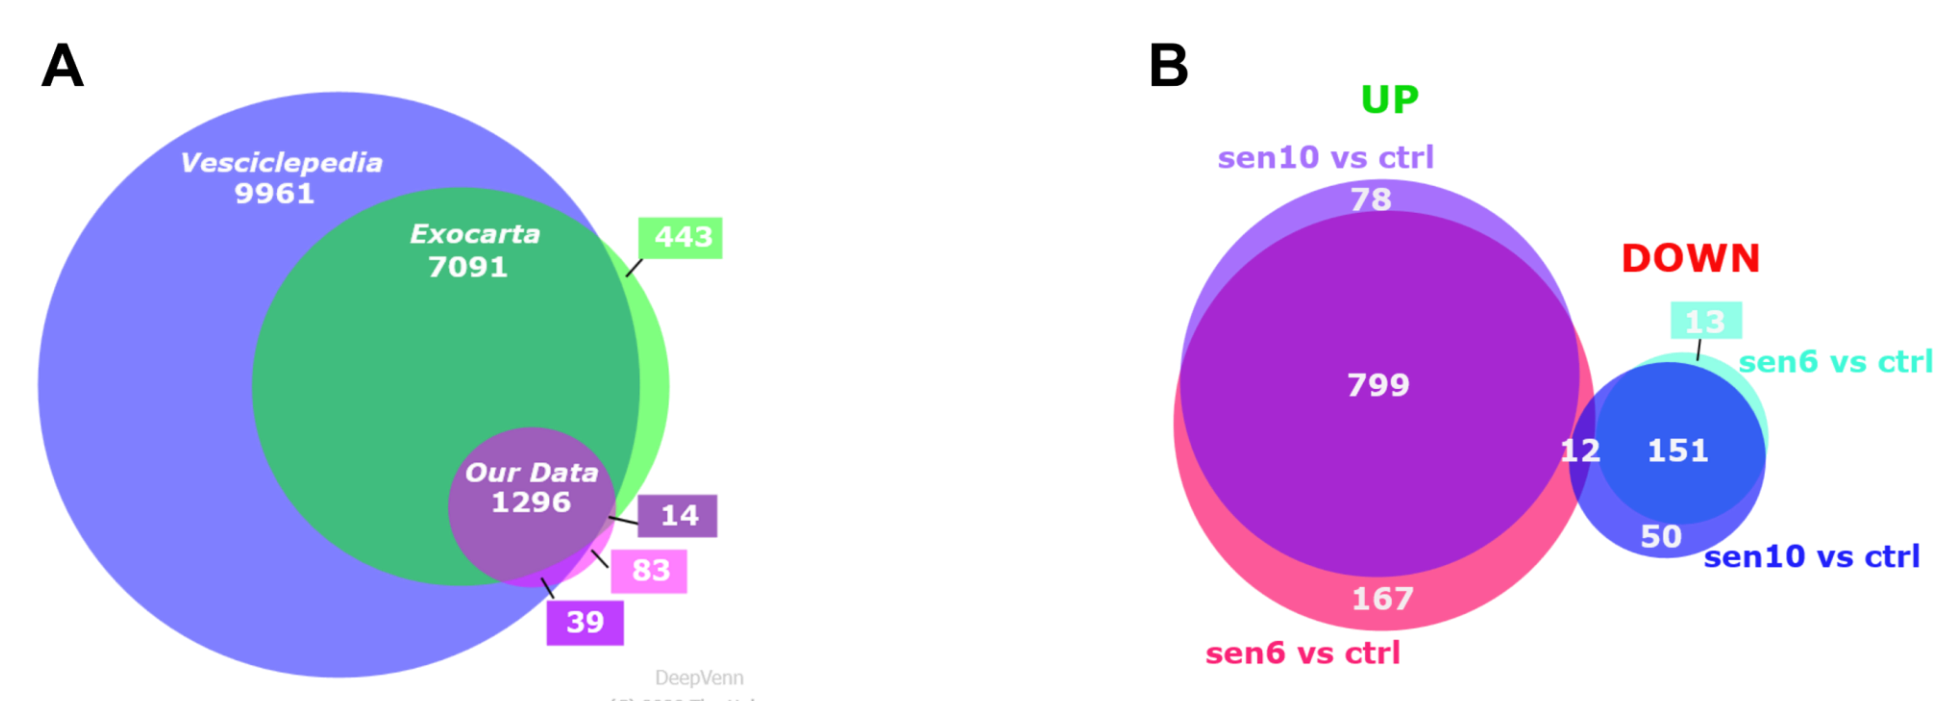 A
Vesciclepedia
9961
Exocarta
7091
443
Our Data
1296
14
83
39
DeepVenn
B
UP
sen10 vs ctrl
78
799
167
sen6 vs ctrl
DOWN
13
sen6 vs ctrl
12
151
50
sen10 vs ctrl